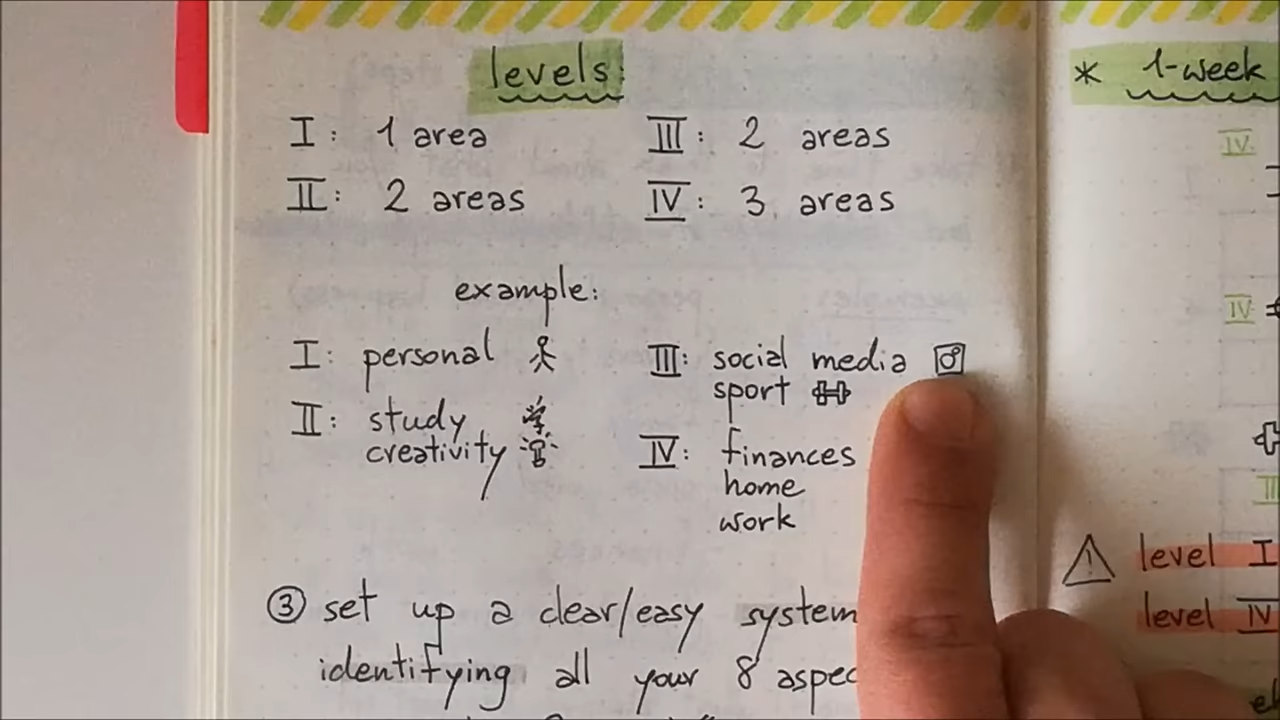 levels:
I: 1 area
II: 2 areas
III: 2 areas
IV: 3 areas
example:
I: personal
II: study
creativity
III: social media
sport
IV: finances
home
work
③ set up a clear/easy system
identifying all your 8 aspec
* 1-week
IV
IV
level I
level IV